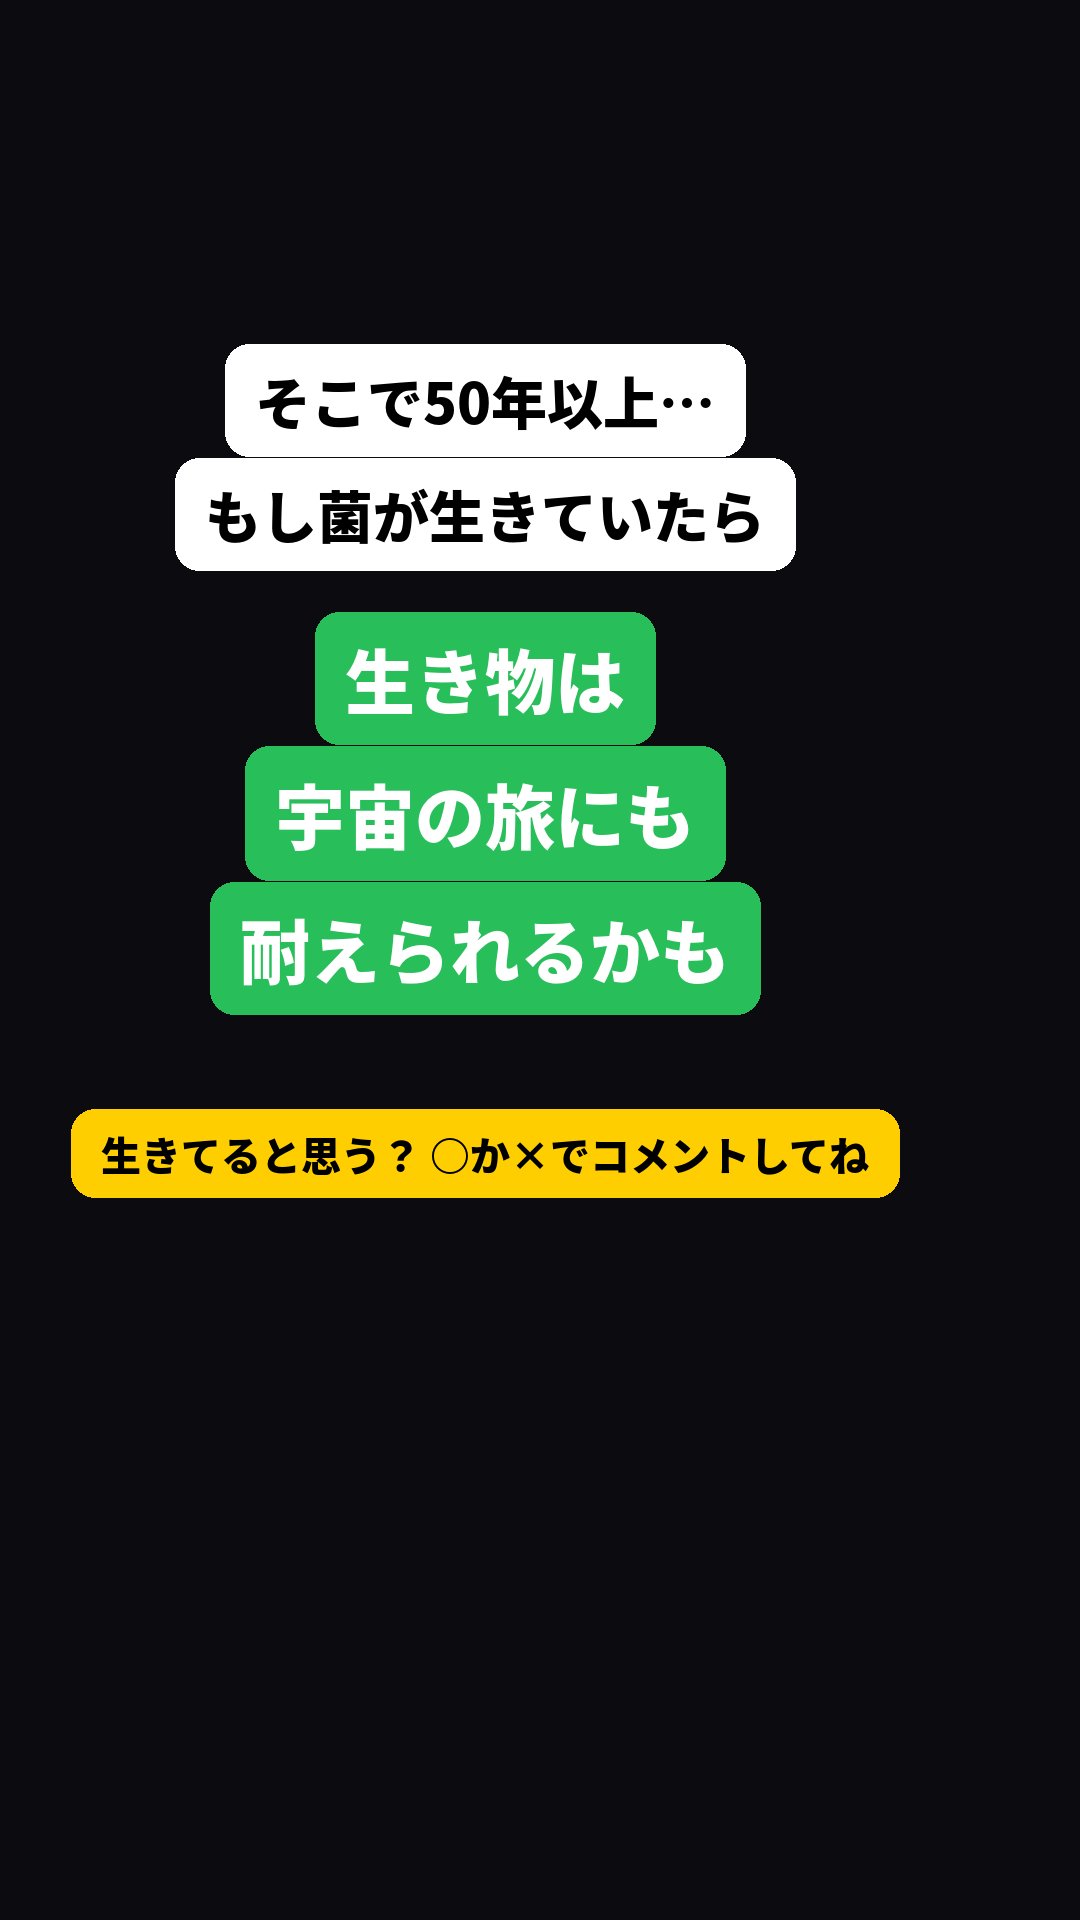 そこで50年以上…
もし菌が生きていたら
生き物は
宇宙の旅にも
耐えられるかも
生きてると思う？ ◯か×でコメントしてね